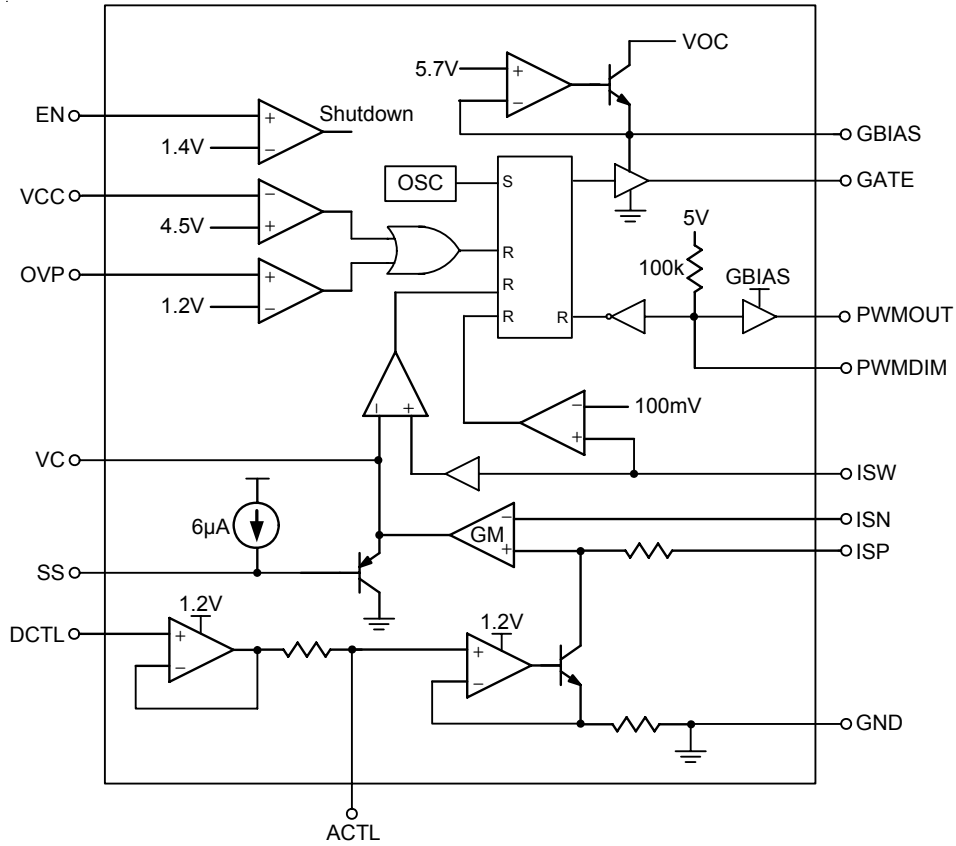 VOC
5.7V
+
−
EN
Shutdown
+
1.4V
−
GBIAS
OSC
S
GATE
VCC
−
4.5V
+
5V
R
100k
GBIAS
OVP
+
1.2V
−
R
R
R
PWMOUT
PWMDIM
−
100mV
+
−
+
VC
ISW
6µA
GM
−
ISN
+
ISP
SS
1.2V
1.2V
DCTL
+
−
+
−
GND
ACTL